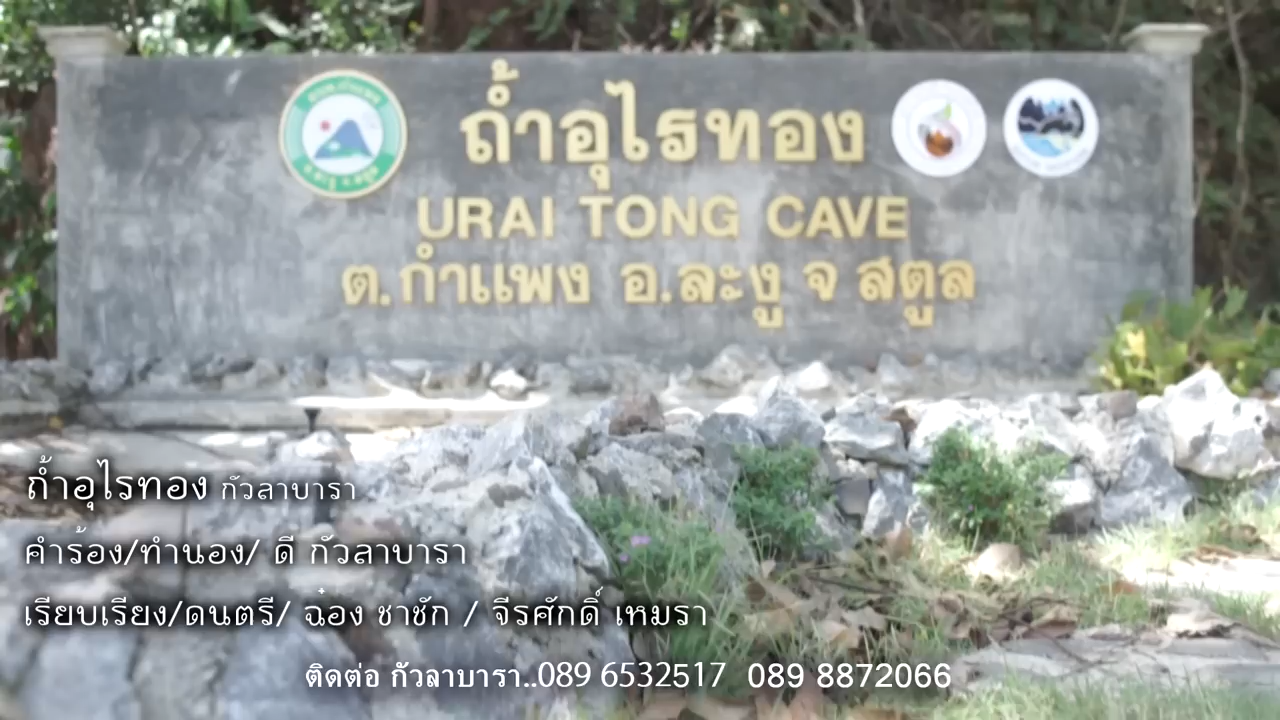 ถ้ำอุไรทอง
URAI TONG CAVE
ต.กำแพง อ.ละงู จ สตูล
ถ้ำอุไรทอง กัวลาบารา
คำร้อง/ทำนอง/ ดี กัวลาบารา
เรียบเรียง/ดนตรี/ ฉ๋อง ชาชัก / จีรศักดิ์ เหมรา
ติดต่อ กัวลาบารา..089 6532517 089 8872066